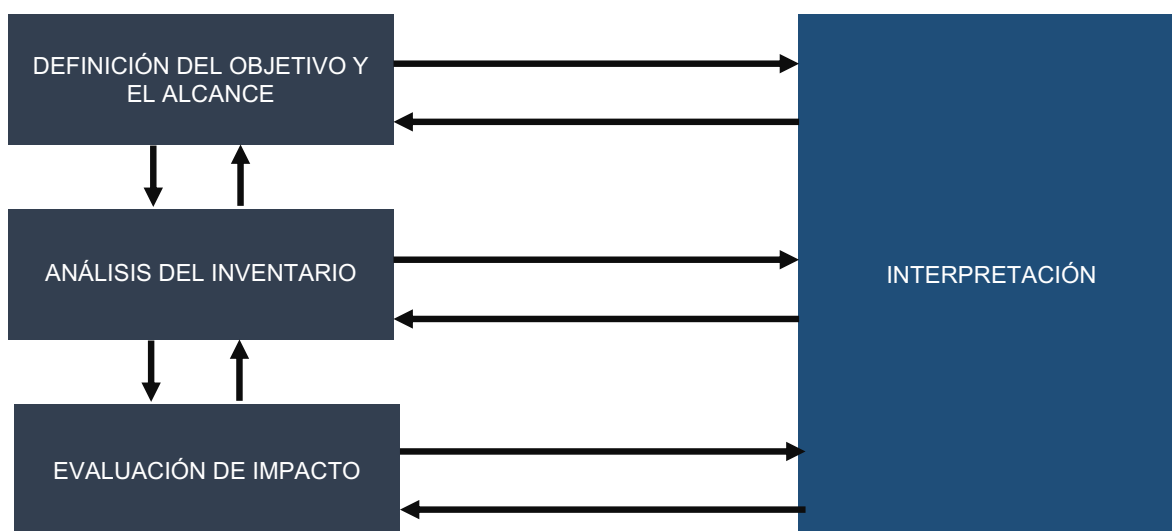 DEFINICIÓN DEL OBJETIVO Y
EL ALCANCE
ANÁLISIS DEL INVENTARIO
INTERPRETACIÓN
EVALUACIÓN DE IMPACTO